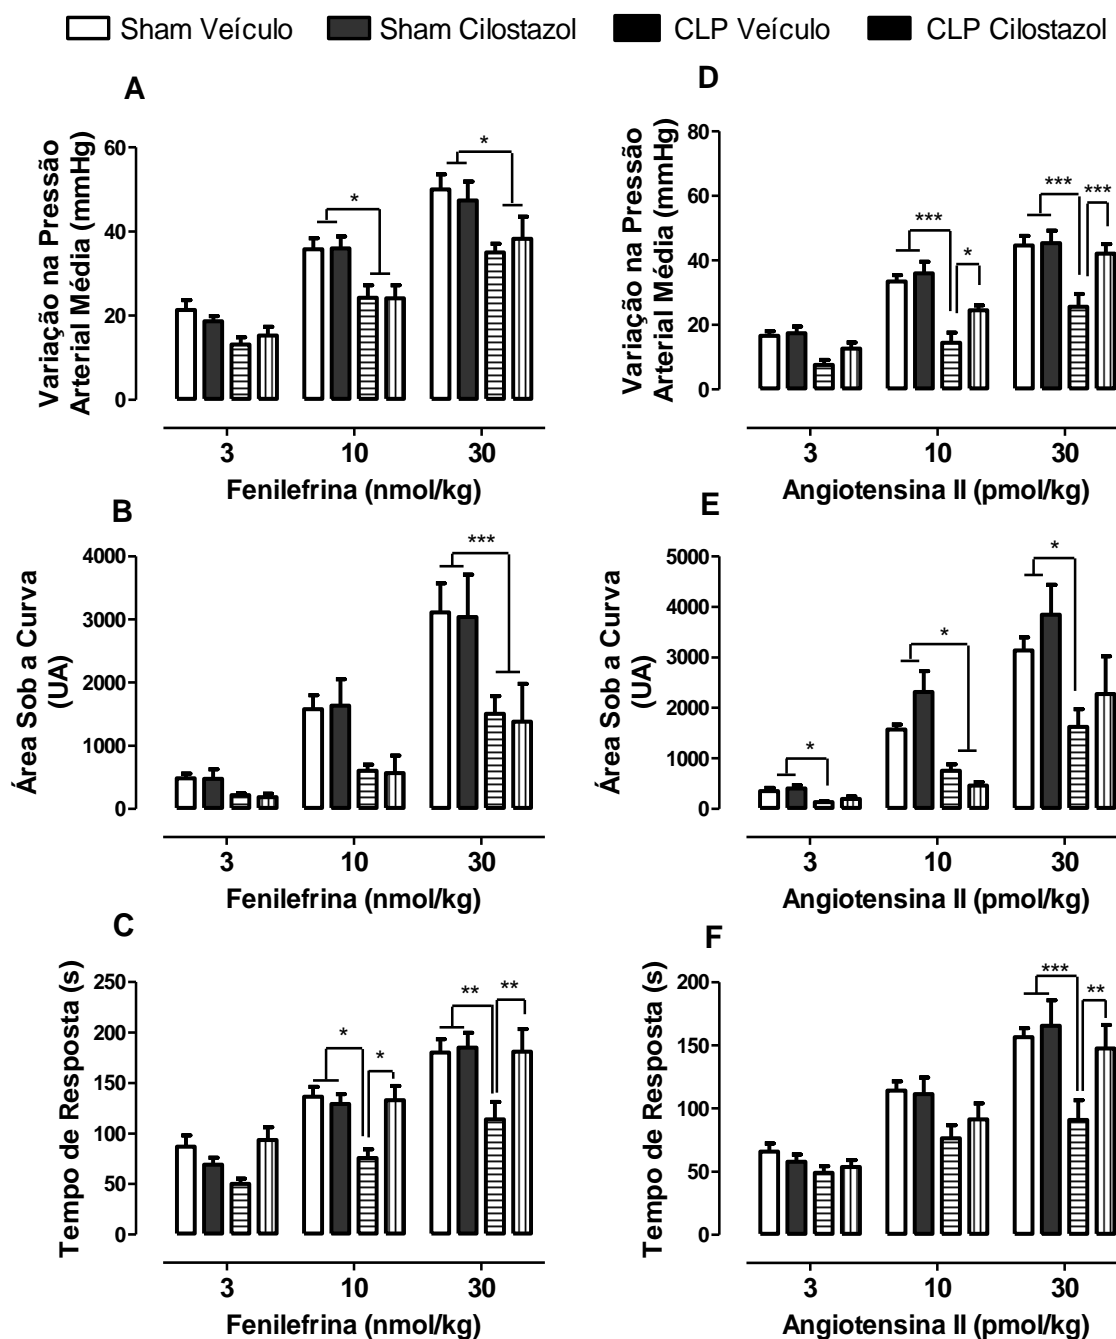 Sham Veículo Sham Cilostazol CLP Veículo CLP Cilostazol
A
Variação na Pressão
Arterial Média (mmHg)
60
40
20
0
*
*
3 10 30
Fenilefrina (nmol/kg)
D
Variação na Pressão
Arterial Média (mmHg)
80
60
40
20
0
***
*
***
***
3 10 30
Angiotensina II (pmol/kg)
B
Área Sob a Curva
(UA)
4000
3000
2000
1000
0
***
3 10 30
Fenilefrina (nmol/kg)
E
Área Sob a Curva
(UA)
5000
4000
3000
2000
1000
0
*
*
*
3 10 30
Angiotensina II (pmol/kg)
C
Tempo de Resposta (s)
250
200
150
100
50
0
*
*
**
**
3 10 30
Fenilefrina (nmol/kg)
F
Tempo de Resposta (s)
200
150
100
50
0
***
**
3 10 30
Angiotensina II (pmol/kg)